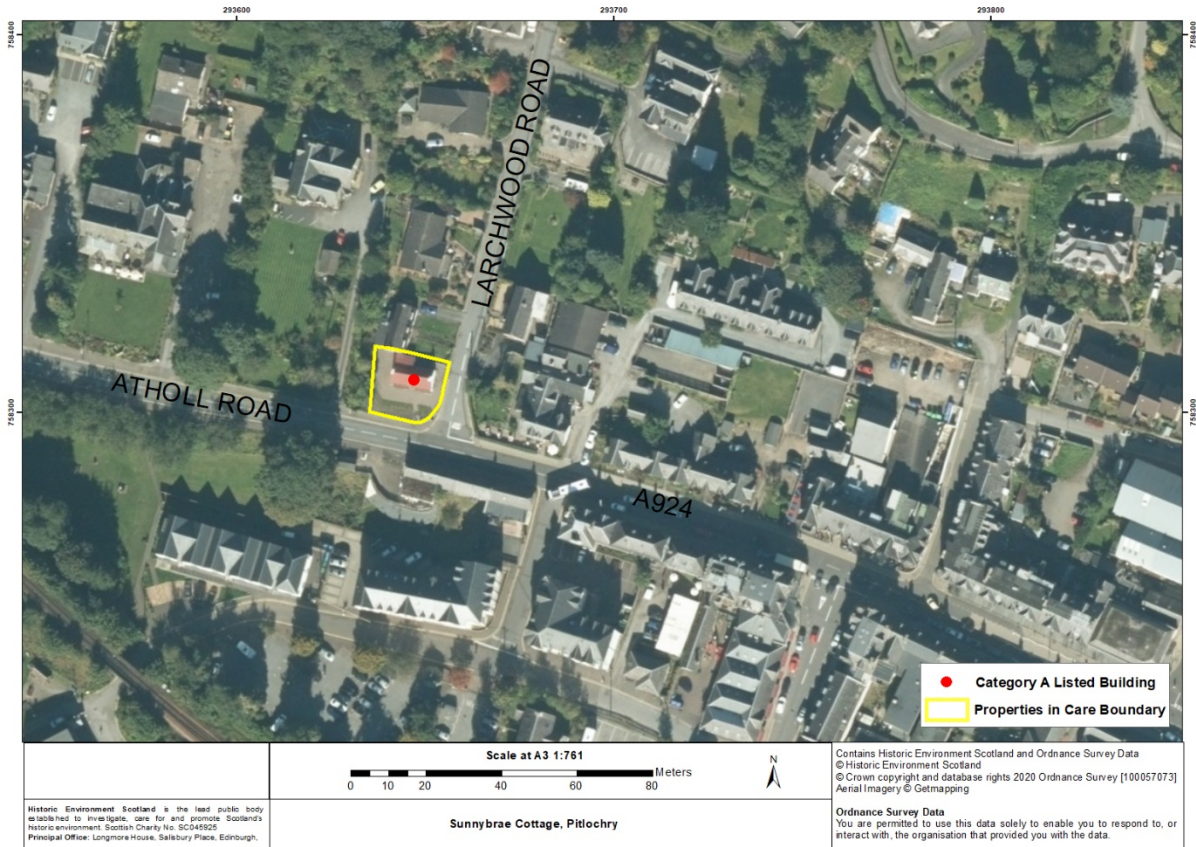 293600
293700
293800
758400
758400
LARCHWOOD ROAD
ATHOLL ROAD
758300
758300
A924
Category A Listed Building
Properties in Care Boundary
Scale at A3 1:761
Meters
0 10 20 40 60 80
N
Sunnybrae Cottage, Pitlochry
Historic Environment Scotland is the lead public body
established to investigate, care for and promote Scotland's
historic environment. Scottish Charity No. SC045925
Principal Office: Longmore House, Salisbury Place, Edinburgh,
Contains Historic Environment Scotland and Ordnance Survey Data
© Historic Environment Scotland
© Crown copyright and database rights 2020 Ordnance Survey [100057073]
Aerial Imagery © Getmapping
Ordnance Survey Data
You are permitted to use this data solely to enable you to respond to, or
interact with, the organisation that provided you with the data.